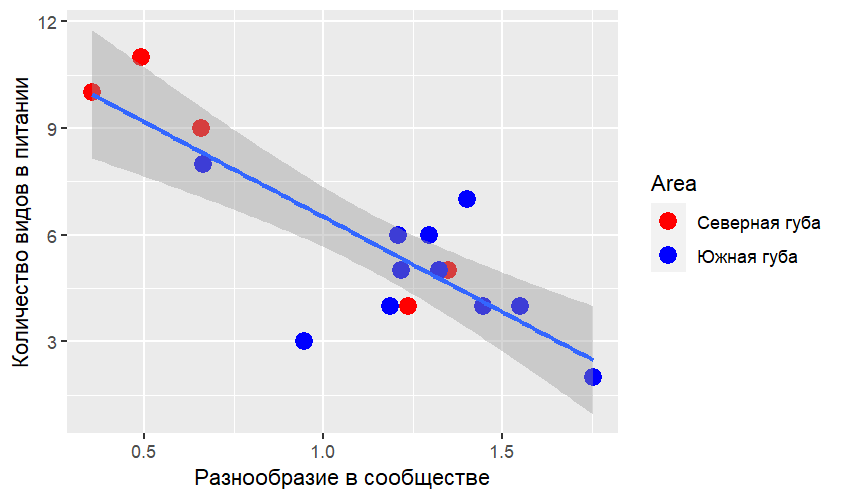 12
9
6
3
Количество видов в питании
0.5
1.0
1.5
Разнообразие в сообществе
Area
Северная губа
Южная губа